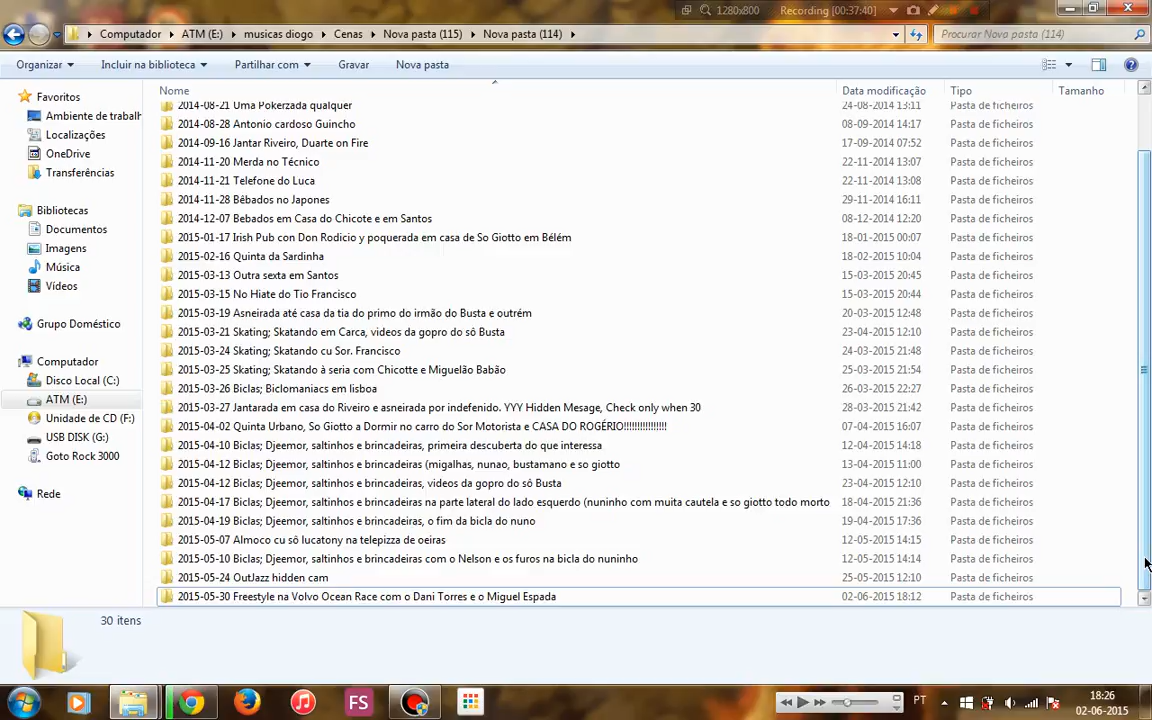 1280x800 Recording [00:37:40]
Computador ATM (E:) musicas diogo Cenas Nova pasta (115) Nova pasta (114) Procurar Nova pasta (114)
Organizar Incluir na biblioteca Partilhar com Gravar Nova pasta
Favoritos
Ambiente de trabalh
Localizações
OneDrive
Transferências
Bibliotecas
Documentos
Imagens
Música
Vídeos
Grupo Doméstico
Computador
Disco Local (C:)
ATM (E:)
Unidade de CD (F:)
USB DISK (G:)
Goto Rock 3000
Rede
Nome Data modificação Tipo Tamanho
2014-08-21 Uma Pokerzada qualquer 24-08-2014 13:11 Pasta de ficheiros
2014-08-28 Antonio cardoso Guincho 08-09-2014 14:17 Pasta de ficheiros
2014-09-16 Jantar Riveiro, Duarte on Fire 17-09-2014 07:52 Pasta de ficheiros
2014-11-20 Merda no Técnico 22-11-2014 13:07 Pasta de ficheiros
2014-11-21 Telefone do Luca 22-11-2014 13:08 Pasta de ficheiros
2014-11-28 Bêbados no Japones 29-11-2014 16:11 Pasta de ficheiros
2014-12-07 Bebados em Casa do Chicote e em Santos 08-12-2014 12:20 Pasta de ficheiros
2015-01-17 Irish Pub con Don Rodicio y poquerada em casa de So Giotto em Bélém 18-01-2015 00:07 Pasta de ficheiros
2015-02-16 Quinta da Sardinha 18-02-2015 10:04 Pasta de ficheiros
2015-03-13 Outra sexta em Santos 15-03-2015 20:45 Pasta de ficheiros
2015-03-15 No Hiate do Tio Francisco 15-03-2015 20:44 Pasta de ficheiros
2015-03-19 Asneirada até casa da tia do primo do irmão do Busta e outrém 20-03-2015 12:48 Pasta de ficheiros
2015-03-21 Skating; Skatando em Carca, videos da gopro do sô Busta 23-04-2015 12:10 Pasta de ficheiros
2015-03-24 Skating; Skatando cu Sor. Francisco 24-03-2015 21:48 Pasta de ficheiros
2015-03-25 Skating; Skatando à seria com Chicotte e Miguelão Babão 25-03-2015 21:54 Pasta de ficheiros
2015-03-26 Biclas; Biclomaniacs em lisboa 26-03-2015 22:27 Pasta de ficheiros
2015-03-27 Jantarada em casa do Riveiro e asneirada por indefenido. YYY Hidden Mesage, Check only when 30 28-03-2015 21:42 Pasta de ficheiros
2015-04-02 Quinta Urbano, So Giotto a Dormir no carro do Sor Motorista e CASA DO ROGÉRIO!!!!!!!!!!!!!!!! 07-04-2015 16:07 Pasta de ficheiros
2015-04-10 Biclas; Djeemor, saltinhos e brincadeiras, primeira descuberta do que interessa 12-04-2015 14:18 Pasta de ficheiros
2015-04-12 Biclas; Djeemor, saltinhos e brincadeiras (migalhas, nunao, bustamano e so giotto 13-04-2015 11:00 Pasta de ficheiros
2015-04-12 Biclas; Djeemor, saltinhos e brincadeiras, videos da gopro do sô Busta 23-04-2015 12:10 Pasta de ficheiros
2015-04-17 Biclas; Djeemor, saltinhos e brincadeiras na parte lateral do lado esquerdo (nuninho com muita cautela e so giotto todo morto 18-04-2015 21:36 Pasta de ficheiros
2015-04-19 Biclas; Djeemor, saltinhos e brincadeiras, o fim da bicla do nuno 19-04-2015 17:36 Pasta de ficheiros
2015-05-07 Almoco cu sô lucatony na telepizza de oeiras 12-05-2015 14:15 Pasta de ficheiros
2015-05-10 Biclas; Djeemor, saltinhos e brincadeiras com o Nelson e os furos na bicla do nuninho 12-05-2015 14:14 Pasta de ficheiros
2015-05-24 OutJazz hidden cam 25-05-2015 12:10 Pasta de ficheiros
2015-05-30 Freestyle na Volvo Ocean Race com o Dani Torres e o Miguel Espada 02-06-2015 18:12 Pasta de ficheiros
30 itens
FS PT 18:26
02-06-2015